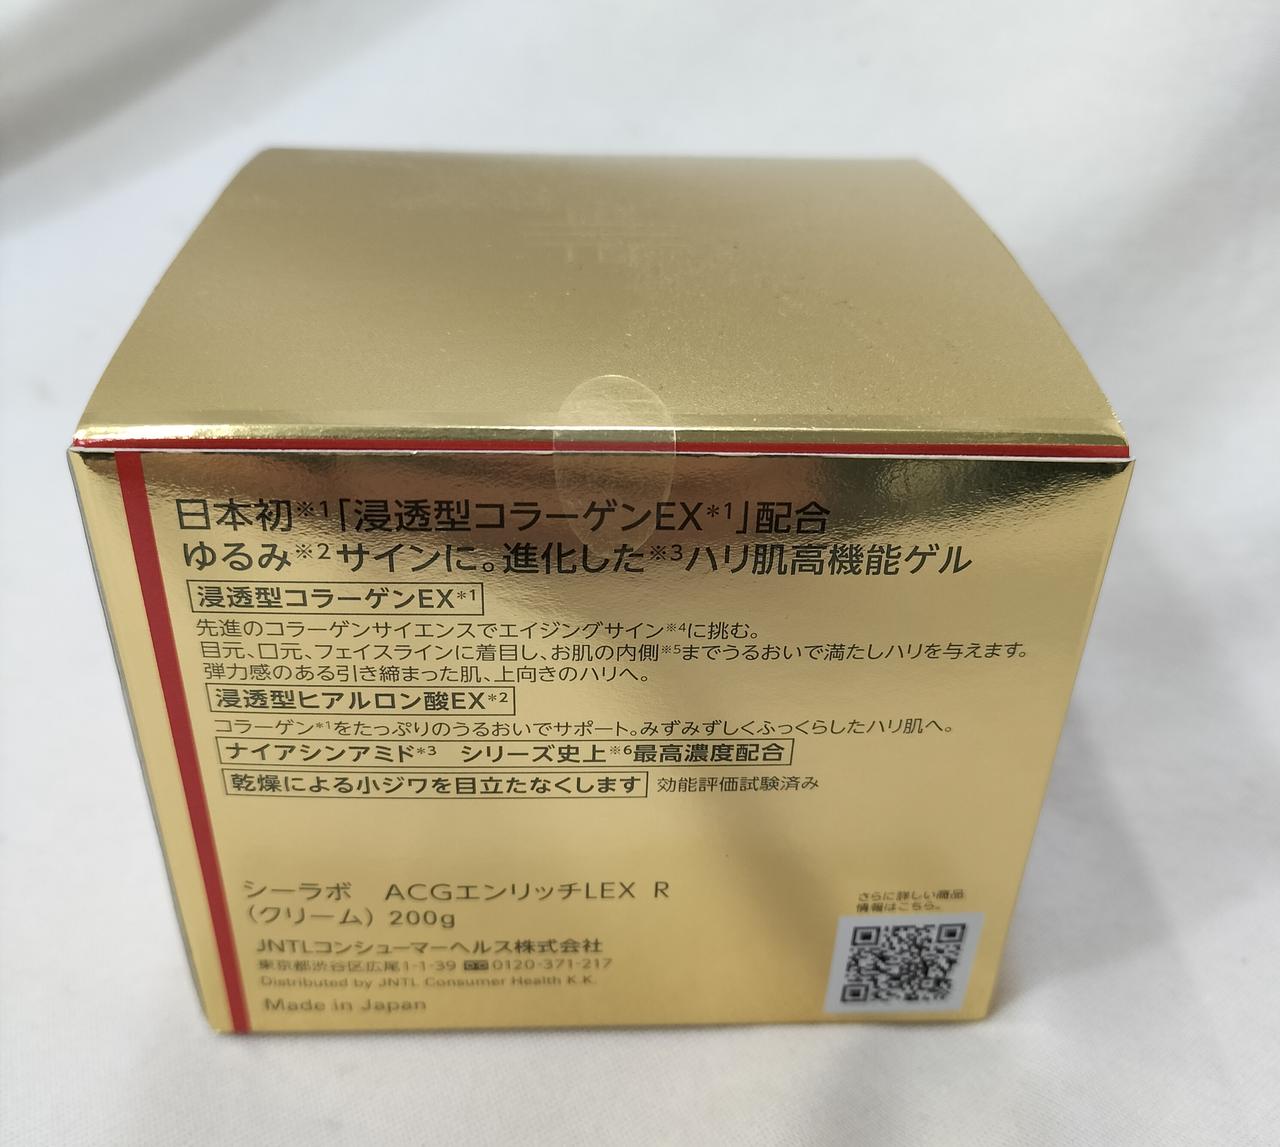 日本初※1「浸透型コラーゲンEX*1」配合
ゆるみ※2サインに。進化した※3ハリ肌高機能ゲル
浸透型コラーゲンEX*1
先進のコラーゲンサイエンスでエイジングサイン※4に挑む。
目元、口元、フェイスラインに着目し、お肌の内側※5までうるおいで満たしハリを与えます。
弾力感のある引き締まった肌、上向きのハリへ。
浸透型ヒアルロン酸EX*2
コラーゲン*1をたっぷりのうるおいでサポート。みずみずしくふっくらしたハリ肌へ。
ナイアシンアミド*3 シリーズ史上※6最高濃度配合
乾燥による小ジワを目立たなくします 効能評価試験済み
シーラボ ACGエンリッチLEX R
(クリーム) 200g
JNTLコンシューマーヘルス株式会社
東京都渋谷区広尾1-1-39 0120-371-217
Distributed by JNTL Consumer Health K.K.
Made in Japan
さらに詳しい商品
情報はこちら。